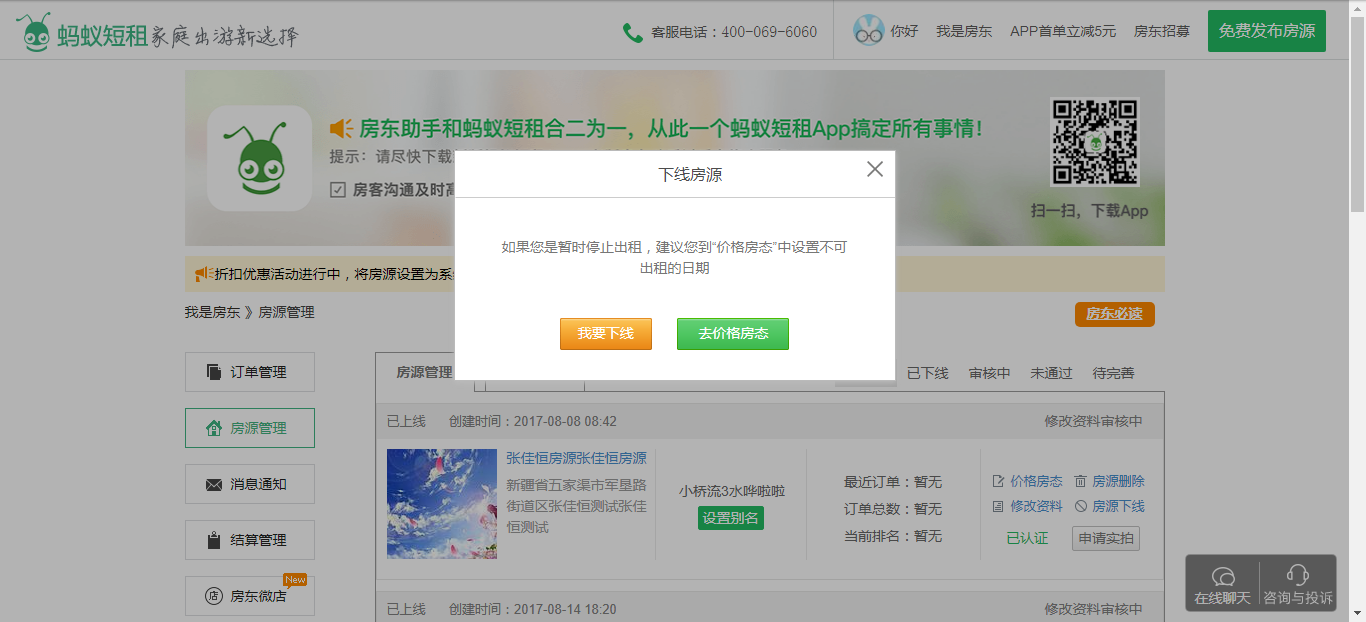 蚂蚁短租 家庭出游新选择
客服电话：400-069-6060
你好 我是房东 APP首单立减5元 房东招募 免费发布房源
房东助手和蚂蚁短租合二为一，从此一个蚂蚁短租App搞定所有事情！
提示：请尽快下载
房客沟通及时高
扫一扫，下载App
下线房源
如果您是暂时停止出租，建议您到“价格房态”中设置不可
出租的日期
我要下线 去价格房态
折扣优惠活动进行中，将房源设置为系
我是房东 》房源管理
房东必读
订单管理
房源管理
消息通知
结算管理
房东微店
New
店
房源管理
已下线 审核中 未通过 待完善
已上线 创建时间：2017-08-08 08:42 修改资料审核中
张佳恒房源张佳恒房源
新疆省五家渠市军垦路
街道区张佳恒测试张佳
恒测试
小桥流3水哗啦啦
设置别名
最近订单：暂无
订单总数：暂无
当前排名：暂无
价格房态 房源删除
修改资料 房源下线
已认证 申请实拍
已上线 创建时间：2017-08-14 18:20 修改资料审核中
在线聊天 咨询与投诉